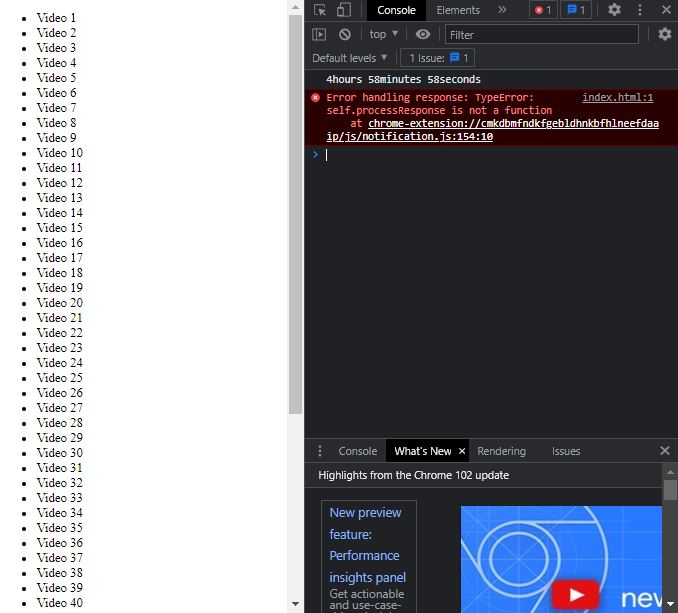 Video 1
Video 2
Video 3
Video 4
Video 5
Video 6
Video 7
Video 8
Video 9
Video 10
Video 11
Video 12
Video 13
Video 14
Video 15
Video 16
Video 17
Video 18
Video 19
Video 20
Video 21
Video 22
Video 23
Video 24
Video 25
Video 26
Video 27
Video 28
Video 29
Video 30
Video 31
Video 32
Video 33
Video 34
Video 35
Video 36
Video 37
Video 38
Video 39
Video 40
Console Elements 1 1
top Filter
Default levels 1 Issue: 1
4hours 58minutes 58seconds
Error handling response: TypeError: index.html:1
self.processResponse is not a function
at chrome-extension://cmkdbmfndkfgebldhnkbfhlneefdaa
ip/js/notification.js:154:10
Console What's New Rendering Issues
Highlights from the Chrome 102 update
New preview
feature:
Performance
insights panel
Get actionable
and use-case-
new